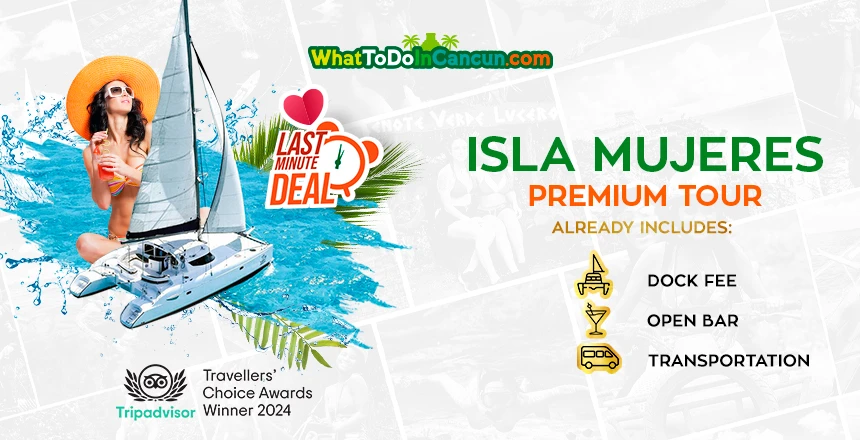 WhatToDoInCancun.com
LAST
MINUTE
DEAL
ISLA MUJERES
PREMIUM TOUR
ALREADY INCLUDES:
DOCK FEE
OPEN BAR
TRANSPORTATION
Tripadvisor
Travellers'
Choice Awards
Winner 2024